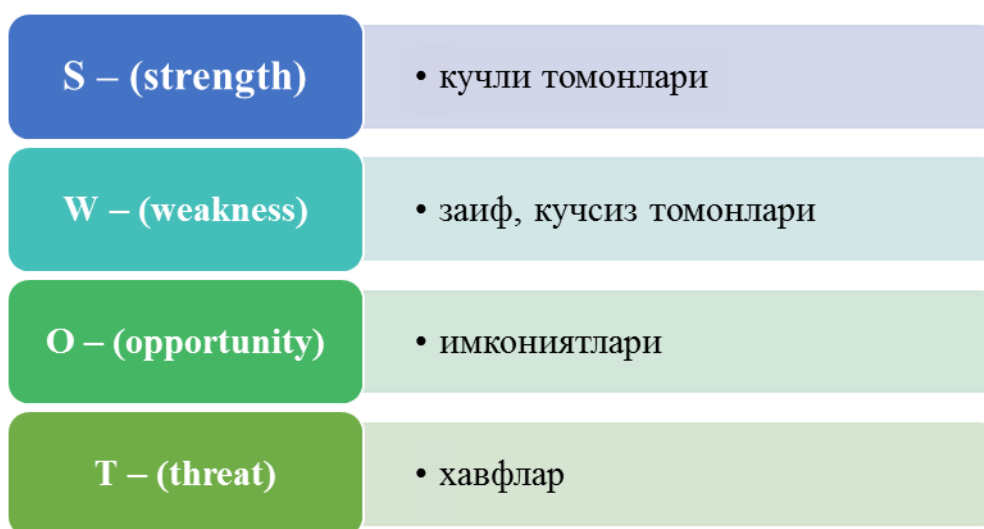 S – (strength)
• кучли томонлари
W – (weakness)
• заиф, кучсиз томонлари
O – (opportunity)
• имкониятлари
T – (threat)
• хавфлар